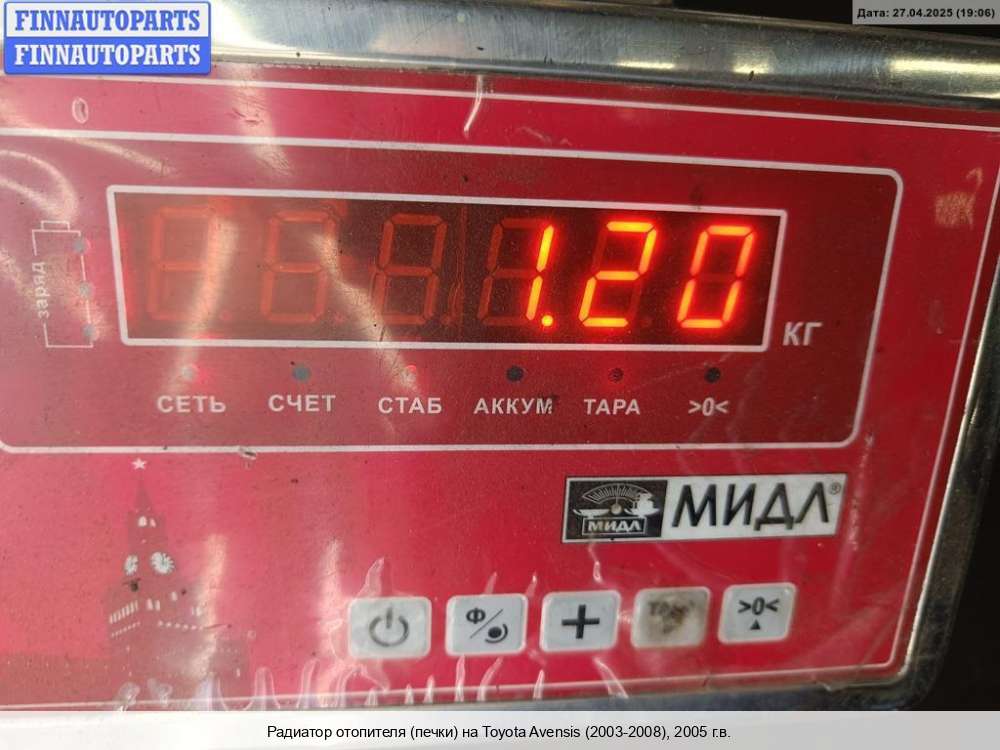 FINNAUTOPARTS
FINNAUTOPARTS
Дата: 27.04.2025 (19:06)
заряд
1.20
КГ
СЕТЬ СЧЕТ СТАБ АККУМ ТАРА >0<
МИДЛ МИДЛ®
Ф + >0<
Радиатор отопителя (печки) на Toyota Avensis (2003-2008), 2005 г.в.